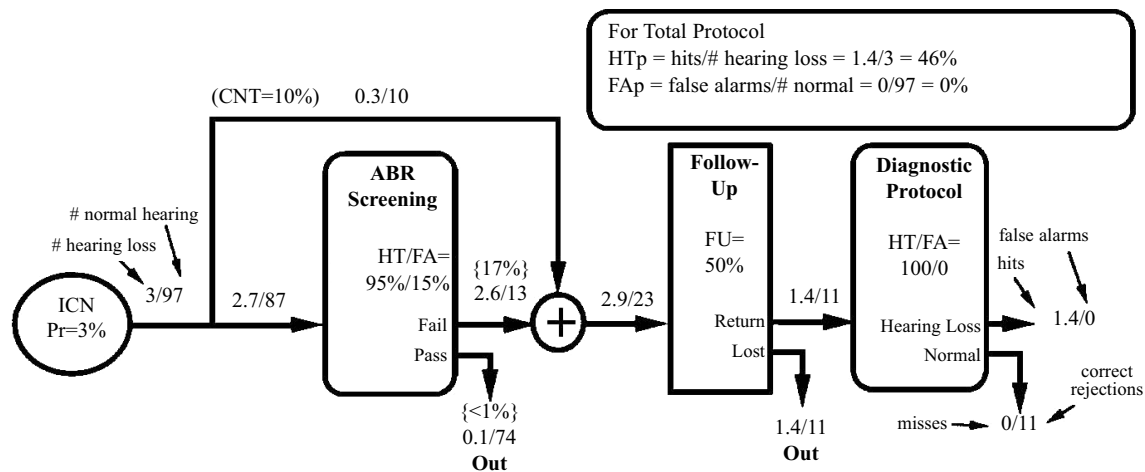 For Total Protocol
HTp = hits/# hearing loss = 1.4/3 = 46%
FAp = false alarms/# normal = 0/97 = 0%
(CNT=10%) 0.3/10
ABR
Screening
HT/FA=
95%/15%
Fail
Pass
Follow-
Up
FU=
50%
Return
Lost
Diagnostic
Protocol
HT/FA=
100/0
Hearing Loss
Normal
# normal hearing
# hearing loss
3/97
ICN
Pr=3%
2.7/87
{17%}
2.6/13
+
2.9/23
1.4/11
false alarms
hits
1.4/0
{<1%}
0.1/74
Out
1.4/11
Out
correct
rejections
misses
0/11